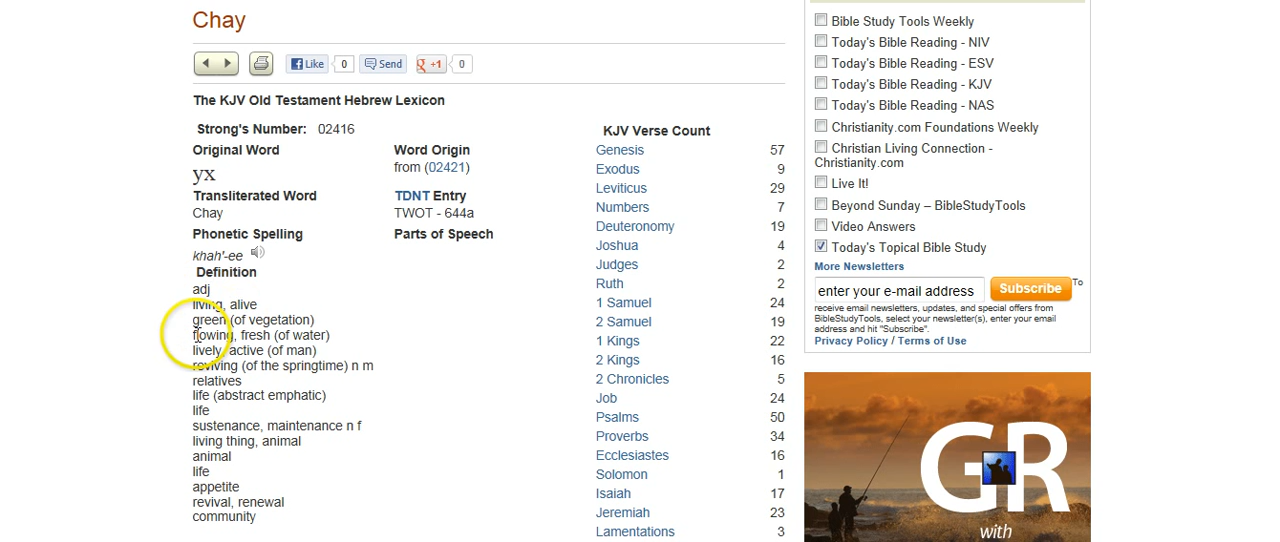 Chay
Like
0
Send
+1
0
The KJV Old Testament Hebrew Lexicon
Strong's Number: 02416
Original Word
yx
Transliterated Word
Chay
Phonetic Spelling
khah'-ee
Word Origin
from (02421)
TDNT Entry
TWOT - 644a
Parts of Speech
Definition
adj
living, alive
green (of vegetation)
flowing, fresh (of water)
lively, active (of man)
reviving (of the springtime) n m
relatives
life (abstract emphatic)
life
sustenance, maintenance n f
living thing, animal
animal
life
appetite
revival, renewal
community
KJV Verse Count
Genesis 57
Exodus 9
Leviticus 29
Numbers 7
Deuteronomy 19
Joshua 4
Judges 2
Ruth 2
1 Samuel 24
2 Samuel 19
1 Kings 22
2 Kings 16
2 Chronicles 5
Job 24
Psalms 50
Proverbs 34
Ecclesiastes 16
Solomon 1
Isaiah 17
Jeremiah 23
Lamentations 3
Bible Study Tools Weekly
Today's Bible Reading - NIV
Today's Bible Reading - ESV
Today's Bible Reading - KJV
Today's Bible Reading - NAS
Christianity.com Foundations Weekly
Christian Living Connection -
Christianity.com
Live It!
Beyond Sunday – BibleStudyTools
Video Answers
Today's Topical Bible Study
More Newsletters
enter your e-mail address
Subscribe
To
receive email newsletters, updates, and special offers from
BibleStudyTools, select your newsletter(s), enter your email
address and hit "Subscribe".
Privacy Policy / Terms of Use
G R
with